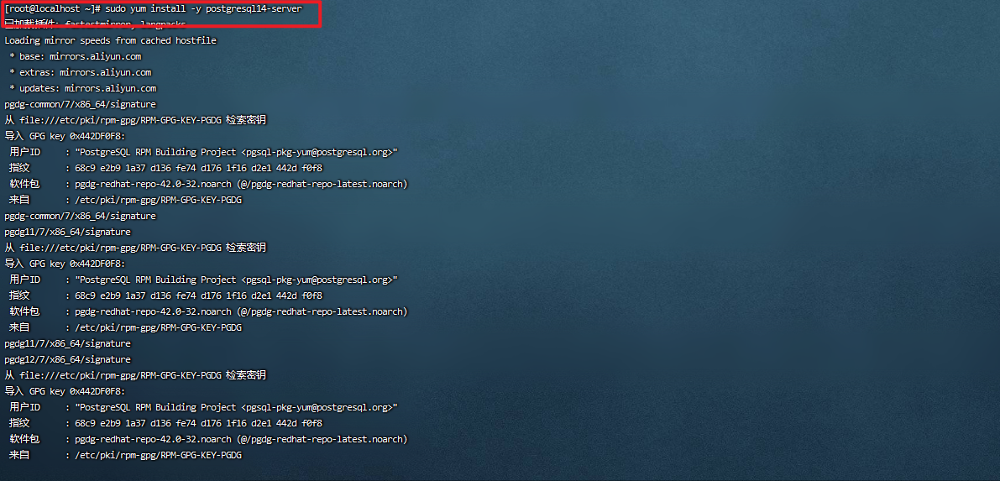 [root@localhost ~]# sudo yum install -y postgresql14-server
已加载插件: fastestmirror, langpacks
Loading mirror speeds from cached hostfile
* base: mirrors.aliyun.com
* extras: mirrors.aliyun.com
* updates: mirrors.aliyun.com
pgdg-common/7/x86_64/signature
从 file:///etc/pki/rpm-gpg/RPM-GPG-KEY-PGDG 检索密钥
导入 GPG key 0x442DF0F8:
用户ID : "PostgreSQL RPM Building Project <pgsql-pkg-yum@postgresql.org>"
指纹 : 68c9 e2b9 1a37 d136 fe74 d176 1f16 d2e1 442d f0f8
软件包 : pgdg-redhat-repo-42.0-32.noarch (@/pgdg-redhat-repo-latest.noarch)
来自 : /etc/pki/rpm-gpg/RPM-GPG-KEY-PGDG
pgdg-common/7/x86_64/signature
pgdg11/7/x86_64/signature
从 file:///etc/pki/rpm-gpg/RPM-GPG-KEY-PGDG 检索密钥
导入 GPG key 0x442DF0F8:
用户ID : "PostgreSQL RPM Building Project <pgsql-pkg-yum@postgresql.org>"
指纹 : 68c9 e2b9 1a37 d136 fe74 d176 1f16 d2e1 442d f0f8
软件包 : pgdg-redhat-repo-42.0-32.noarch (@/pgdg-redhat-repo-latest.noarch)
来自 : /etc/pki/rpm-gpg/RPM-GPG-KEY-PGDG
pgdg11/7/x86_64/signature
pgdg12/7/x86_64/signature
从 file:///etc/pki/rpm-gpg/RPM-GPG-KEY-PGDG 检索密钥
导入 GPG key 0x442DF0F8:
用户ID : "PostgreSQL RPM Building Project <pgsql-pkg-yum@postgresql.org>"
指纹 : 68c9 e2b9 1a37 d136 fe74 d176 1f16 d2e1 442d f0f8
软件包 : pgdg-redhat-repo-42.0-32.noarch (@/pgdg-redhat-repo-latest.noarch)
来自 : /etc/pki/rpm-gpg/RPM-GPG-KEY-PGDG